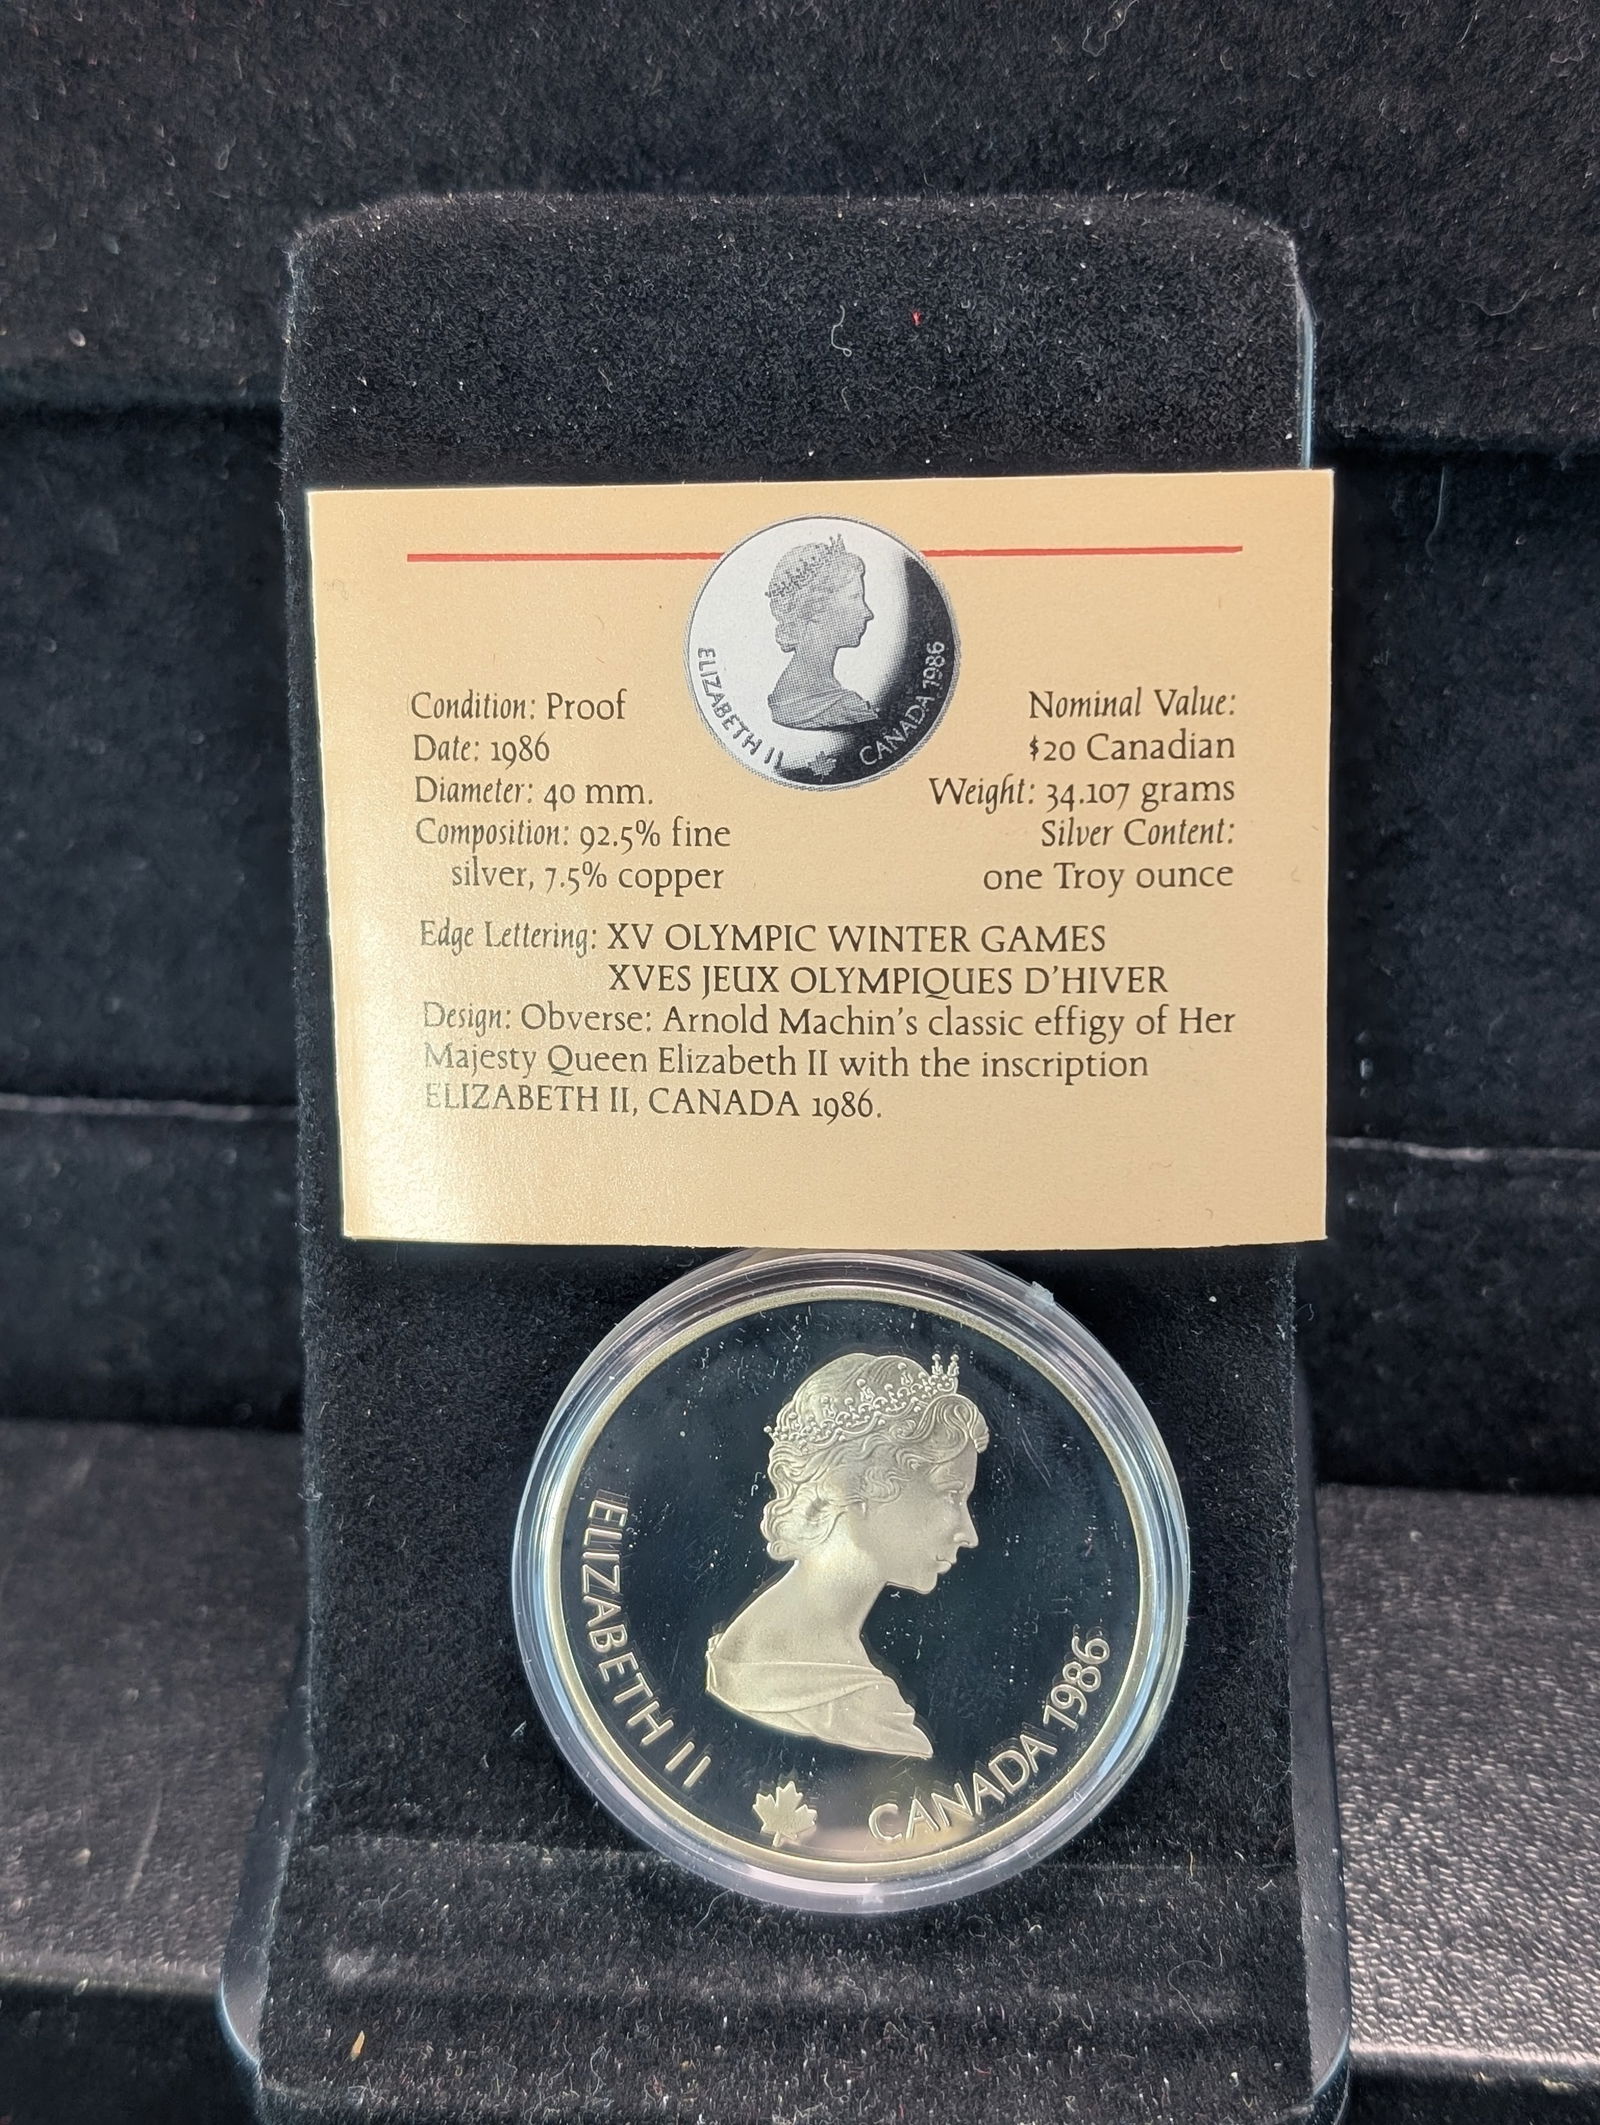 ELIZABETH II CANADA 1986
Condition: Proof
Date: 1986
Diameter: 40 mm.
Composition: 92.5% fine
silver, 7.5% copper
Nominal Value:
$20 Canadian
Weight: 34.107 grams
Silver Content:
one Troy ounce
Edge Lettering: XV OLYMPIC WINTER GAMES
XVES JEUX OLYMPIQUES D'HIVER
Design: Obverse: Arnold Machin's classic effigy of Her
Majesty Queen Elizabeth II with the inscription
ELIZABETH II, CANADA 1986.
ELIZABETH II CANADA 1986